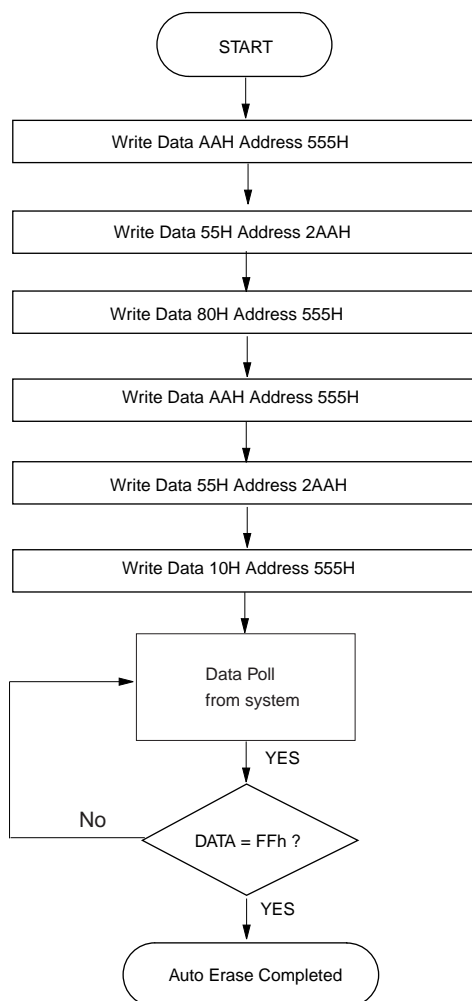 START
Write Data AAH Address 555H
Write Data 55H Address 2AAH
Write Data 80H Address 555H
Write Data AAH Address 555H
Write Data 55H Address 2AAH
Write Data 10H Address 555H
Data Poll
from system
YES
No
DATA = FFh ?
YES
Auto Erase Completed